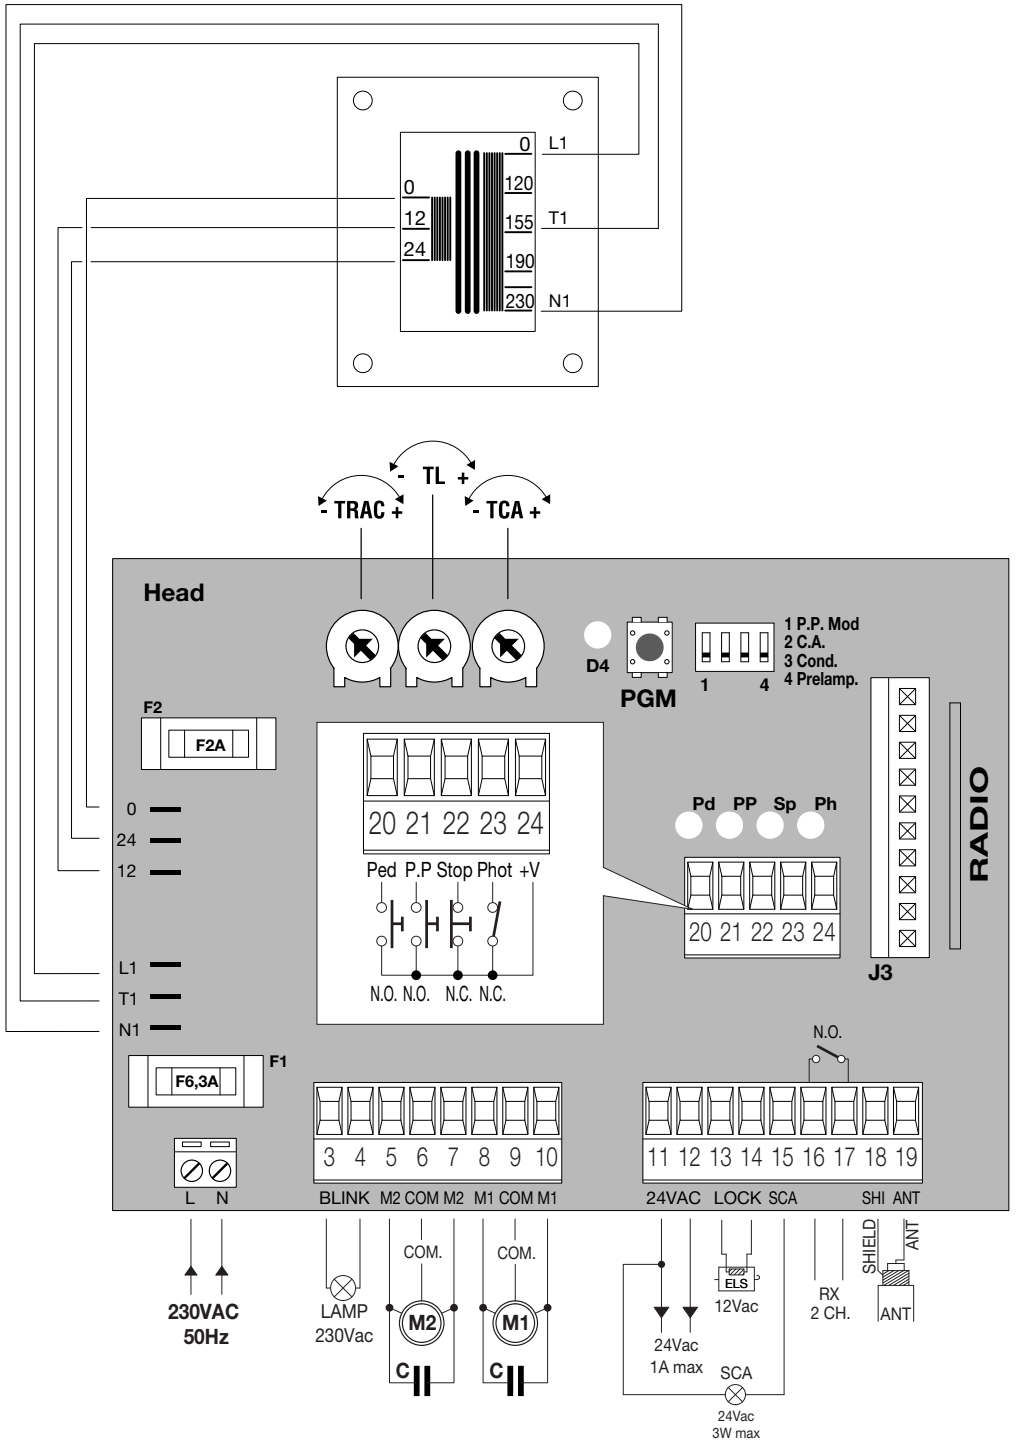 0 L1
120
0
12
155 T1
24
190
230 N1
- TL +
- TRAC +
- TCA +
Head
D4
PGM
1 4
1 P.P. Mod
2 C.A.
3 Cond.
4 Prelamp.
F2
F2A
0
24
12
L1
T1
N1
F1
F6,3A
20 21 22 23 24
Ped P.P Stop Phot +V
N.O. N.O. N.C. N.C.
Pd PP Sp Ph
20 21 22 23 24
J3
RADIO
N.O.
3 4 5 6 7 8 9 10
BLINK M2 COM M2 M1 COM M1
11 12 13 14 15 16 17 18 19
24VAC LOCK SCA SHI ANT
L N
230VAC
50Hz
LAMP
230Vac
COM.
M2
C
COM.
M1
C
24Vac
1A max
ELS
12Vac
SCA
24Vac
3W max
RX
2 CH.
SHIELD
ANT
ANT